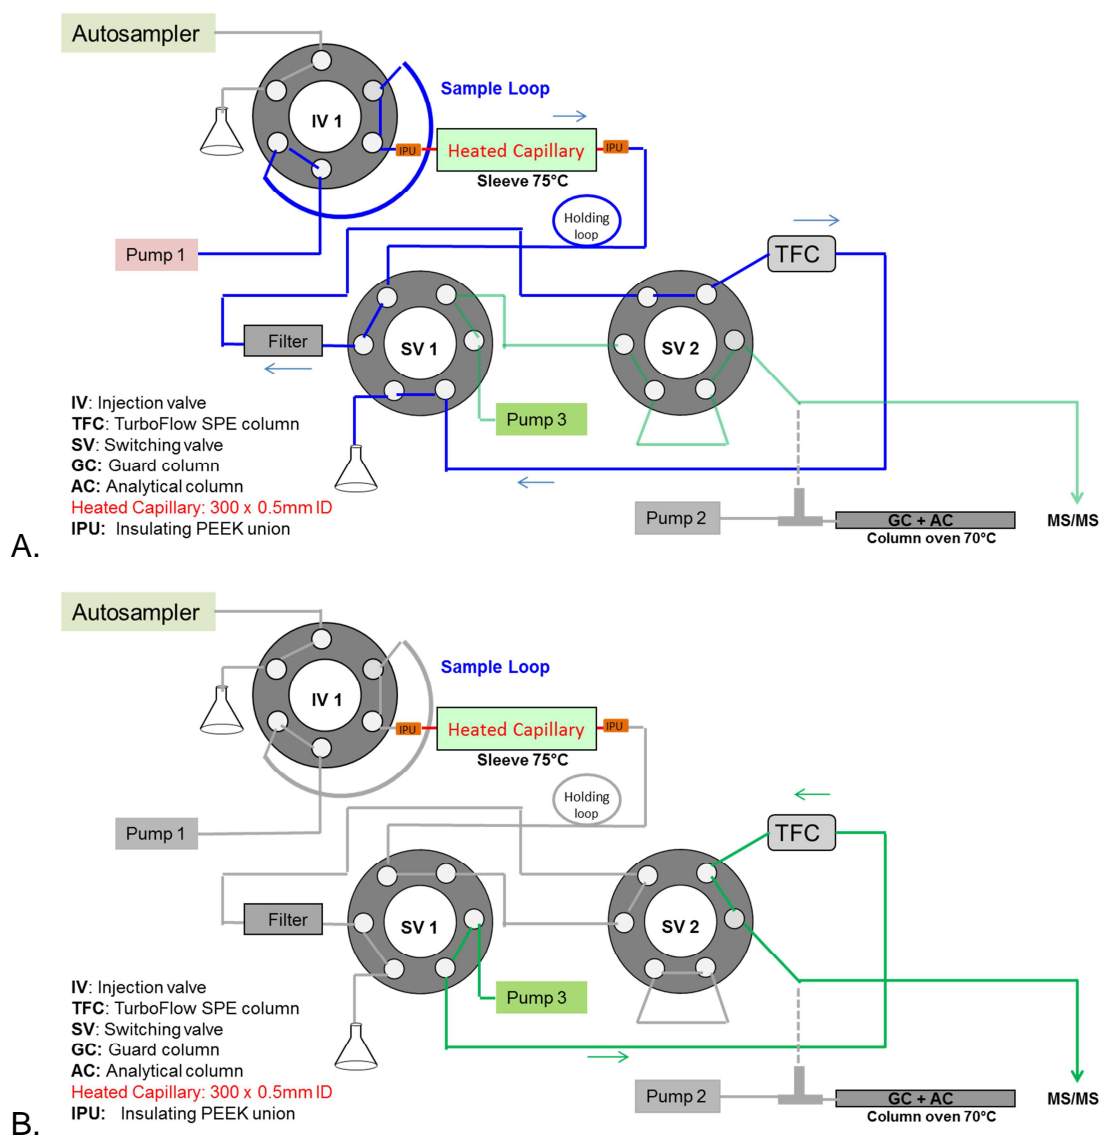 Autosampler
IV 1
Sample Loop
IPU
Heated Capillary
IPU
Sleeve 75°C
Holding
loop
Pump 1
TFC
Filter
SV 1
SV 2
Pump 3
IV: Injection valve
TFC: TurboFlow SPE column
SV: Switching valve
GC: Guard column
AC: Analytical column
Heated Capillary: 300 x 0.5mm ID
IPU: Insulating PEEK union
Pump 2
GC + AC
Column oven 70°C
MS/MS
A.
Autosampler
IV 1
Sample Loop
IPU
Heated Capillary
IPU
Sleeve 75°C
Holding
loop
Pump 1
TFC
Filter
SV 1
SV 2
Pump 3
IV: Injection valve
TFC: TurboFlow SPE column
SV: Switching valve
GC: Guard column
AC: Analytical column
Heated Capillary: 300 x 0.5mm ID
IPU: Insulating PEEK union
Pump 2
GC + AC
Column oven 70°C
MS/MS
B.